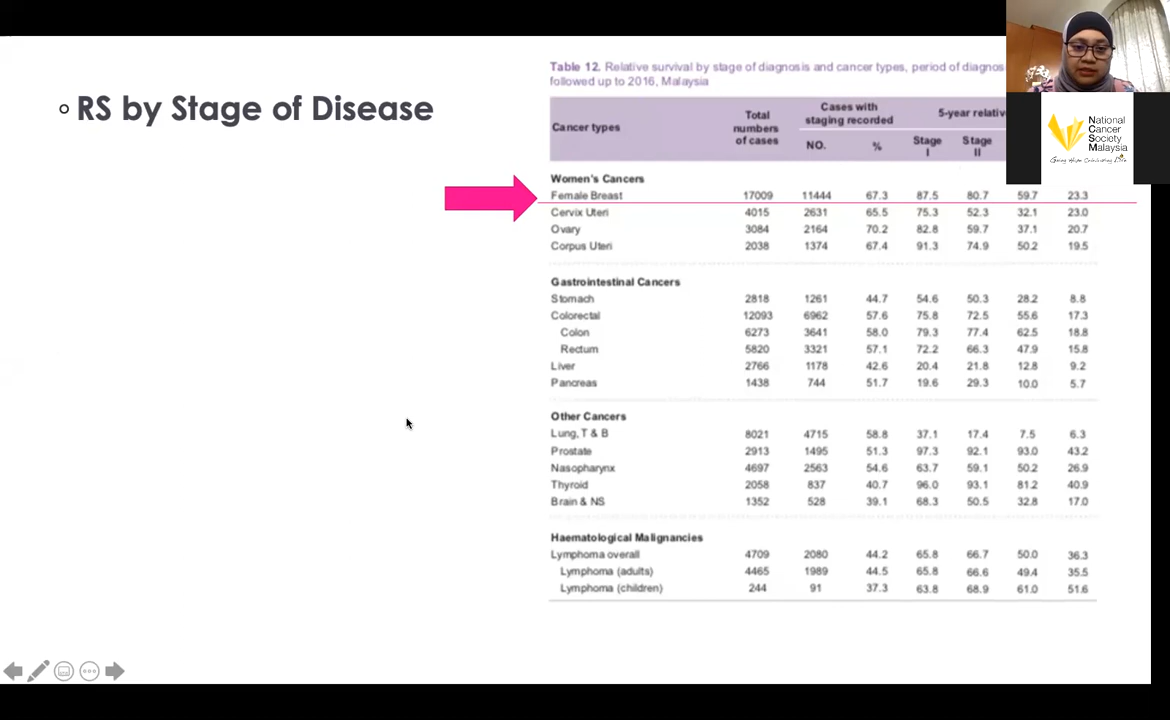 RS by Stage of Disease
Table 12. Relative survival by stage of diagnosis and cancer types, period of diagnos
followed up to 2016, Malaysia
Cancer types Total numbers of cases Cases with staging recorded 5-year relativ
NO. % Stage I Stage II
Women's Cancers
Female Breast 17009 11444 67.3 87.5 80.7 59.7 23.3
Cervix Uteri 4015 2631 65.5 75.3 52.3 32.1 23.0
Ovary 3084 2164 70.2 82.8 59.7 37.1 20.7
Corpus Uteri 2038 1374 67.4 91.3 74.9 50.2 19.5
Gastrointestinal Cancers
Stomach 2818 1261 44.7 54.6 50.3 28.2 8.8
Colorectal 12093 6962 57.6 75.8 72.5 55.6 17.3
Colon 6273 3641 58.0 79.3 77.4 62.5 18.8
Rectum 5820 3321 57.1 72.2 66.3 47.9 15.8
Liver 2766 1178 42.6 20.4 21.8 12.8 9.2
Pancreas 1438 744 51.7 19.6 29.3 10.0 5.7
Other Cancers
Lung, T & B 8021 4715 58.8 37.1 17.4 7.5 6.3
Prostate 2913 1495 51.3 97.3 92.1 93.0 43.2
Nasopharynx 4697 2563 54.6 63.7 59.1 50.2 26.9
Thyroid 2058 837 40.7 96.0 93.1 81.2 40.9
Brain & NS 1352 528 39.1 68.3 50.5 32.8 17.0
Haematological Malignancies
Lymphoma overall 4709 2080 44.2 65.8 66.7 50.0 36.3
Lymphoma (adults) 4465 1989 44.5 65.8 66.6 49.4 35.5
Lymphoma (children) 244 91 37.3 63.8 68.9 61.0 51.6
National
Cancer
Society
Malaysia